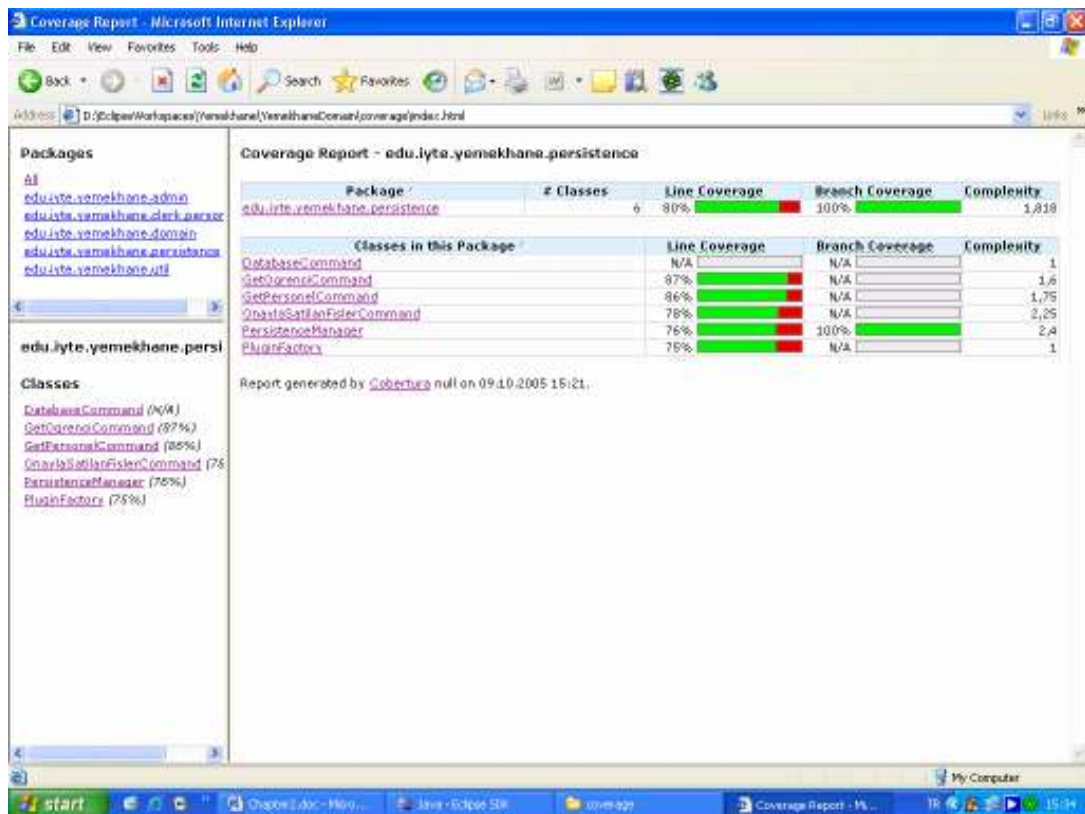 Coverage Report - Microsoft Internet Explorer
File Edit View Favorites Tools Help
Back Search Favorites
Address D:\EclipseWorkspaces\Yemekhane\YemekhaneDomain\coverage\index.html Links
Packages
All
edu.iyte.yemekhane.admin
edu.iyte.yemekhane.clerk.persor
edu.iyte.yemekhane.domain
edu.iyte.yemekhane.persistence
edu.iyte.yemekhane.util
edu.iyte.yemekhane.persi
Classes
DatabaseCommand (N/A)
GetOgrenciCommand (87%)
GetPersonelCommand (86%)
OnaylaSatilanFislerCommand (78
PersistenceManager (76%)
PluginFactory (75%)
Coverage Report - edu.iyte.yemekhane.persistence
Package # Classes Line Coverage Branch Coverage Complexity
edu.iyte.yemekhane.persistence 6 80% 100% 1,818
Classes in this Package Line Coverage Branch Coverage Complexity
DatabaseCommand N/A N/A 1
GetOgrenciCommand 87% N/A 1,6
GetPersonelCommand 86% N/A 1,75
OnaylaSatilanFislerCommand 78% N/A 2,25
PersistenceManager 76% 100% 2,4
PluginFactory 75% N/A 1
Report generated by Cobertura null on 09.10.2005 15:21.
My Computer
start Chapter2.doc - Micro... Java - Eclipse SDK coverage Coverage Report - Mi... TR 15:34